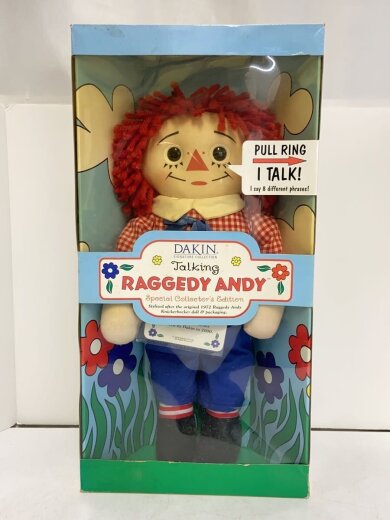 PULL RING
I TALK!
I say 8 different phrases!
DAKIN
SIGNATURE COLLECTION
Talking
RAGGEDY ANDY™
Special Collector's Edition
Stylized after the original 1972 Raggedy Andy
Knickerbocker doll & packaging.